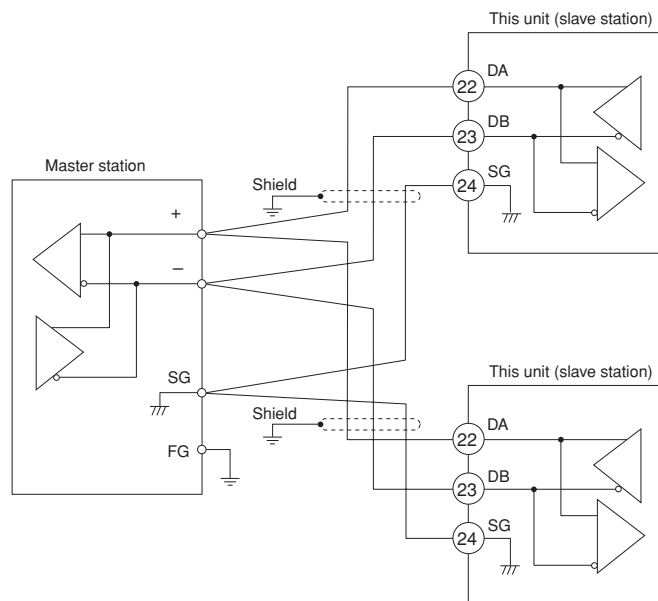 This unit (slave station)
22
DA
23
DB
24
SG
Shield
Master station
+
−
SG
FG
This unit (slave station)
Shield
22
DA
23
DB
24
SG